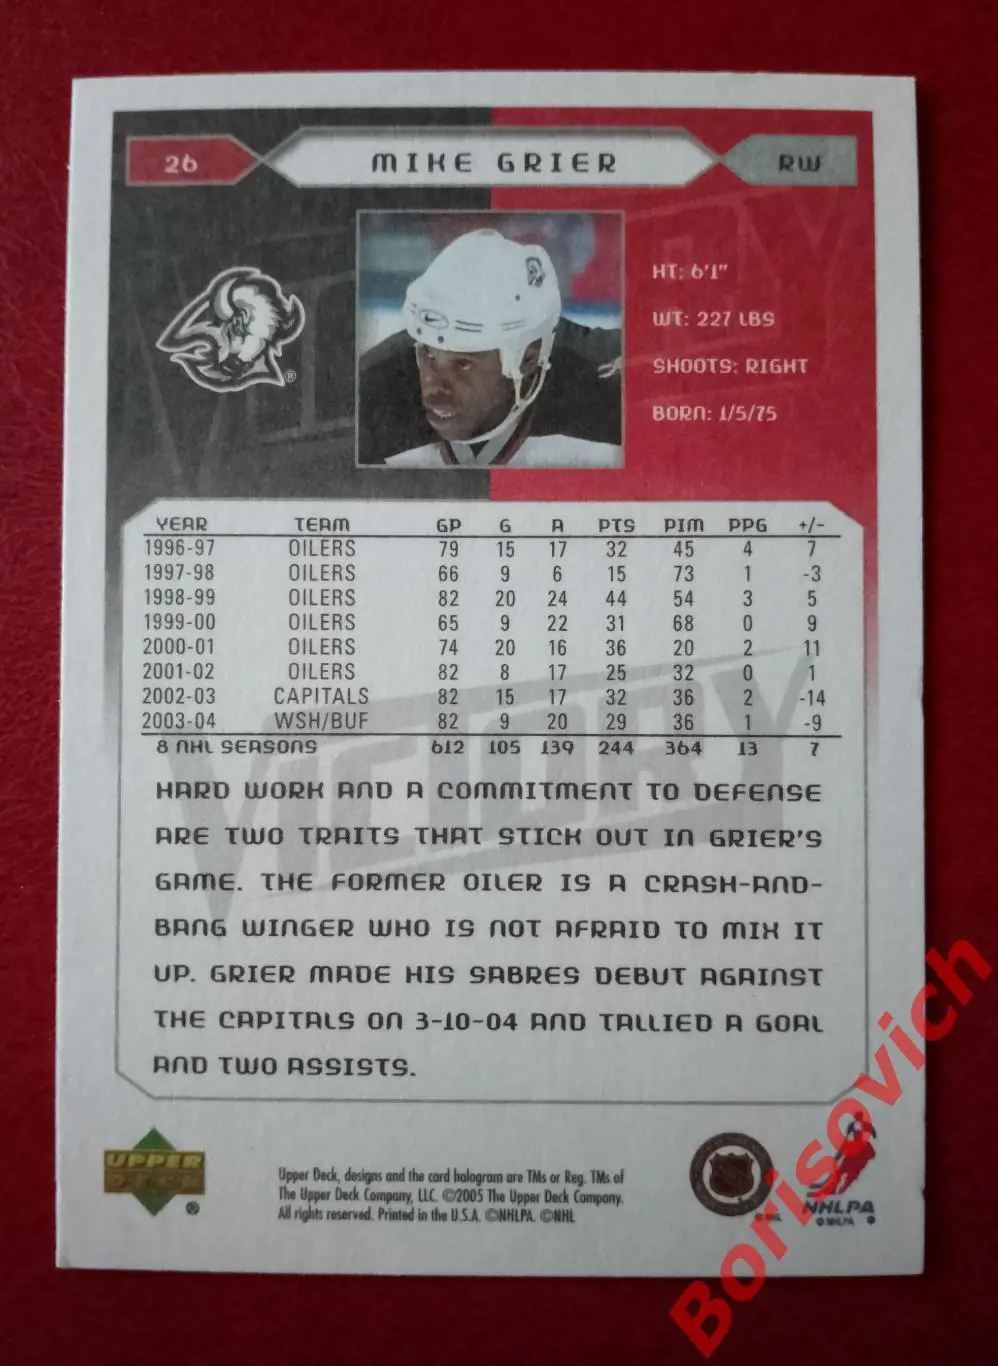 26 MIKE GRIER RW
HT: 6'1"
WT: 227 LBS
SHOOTS: RIGHT
BORN: 1/5/75
YEAR TEAM GP G A PTS PIM PPG +/-
1996-97 OILERS 79 15 17 32 45 4 7
1997-98 OILERS 66 9 6 15 73 1 -3
1998-99 OILERS 82 20 24 44 54 3 5
1999-00 OILERS 65 9 22 31 68 0 9
2000-01 OILERS 74 20 16 36 20 2 11
2001-02 OILERS 82 8 17 25 32 0 1
2002-03 CAPITALS 82 15 17 32 36 2 -14
2003-04 WSH/BUF 82 9 20 29 36 1 -9
8 NHL SEASONS 612 105 139 244 364 13 7
VICTORY
HARD WORK AND A COMMITMENT TO DEFENSE
ARE TWO TRAITS THAT STICK OUT IN GRIER'S
GAME. THE FORMER OILER IS A CRASH-AND-
BANG WINGER WHO IS NOT AFRAID TO MIX IT
UP. GRIER MADE HIS SABRES DEBUT AGAINST
THE CAPITALS ON 3-10-04 AND TALLIED A GOAL
AND TWO ASSISTS.
UPPER
DECK
®
Upper Deck, designs and the card hologram are TMs or Reg. TMs of
The Upper Deck Company, LLC. ©2005 The Upper Deck Company.
All rights reserved. Printed in the U.S.A. ©NHLPA. ©NHL
NHLPA
©NHLPA
Borisovich